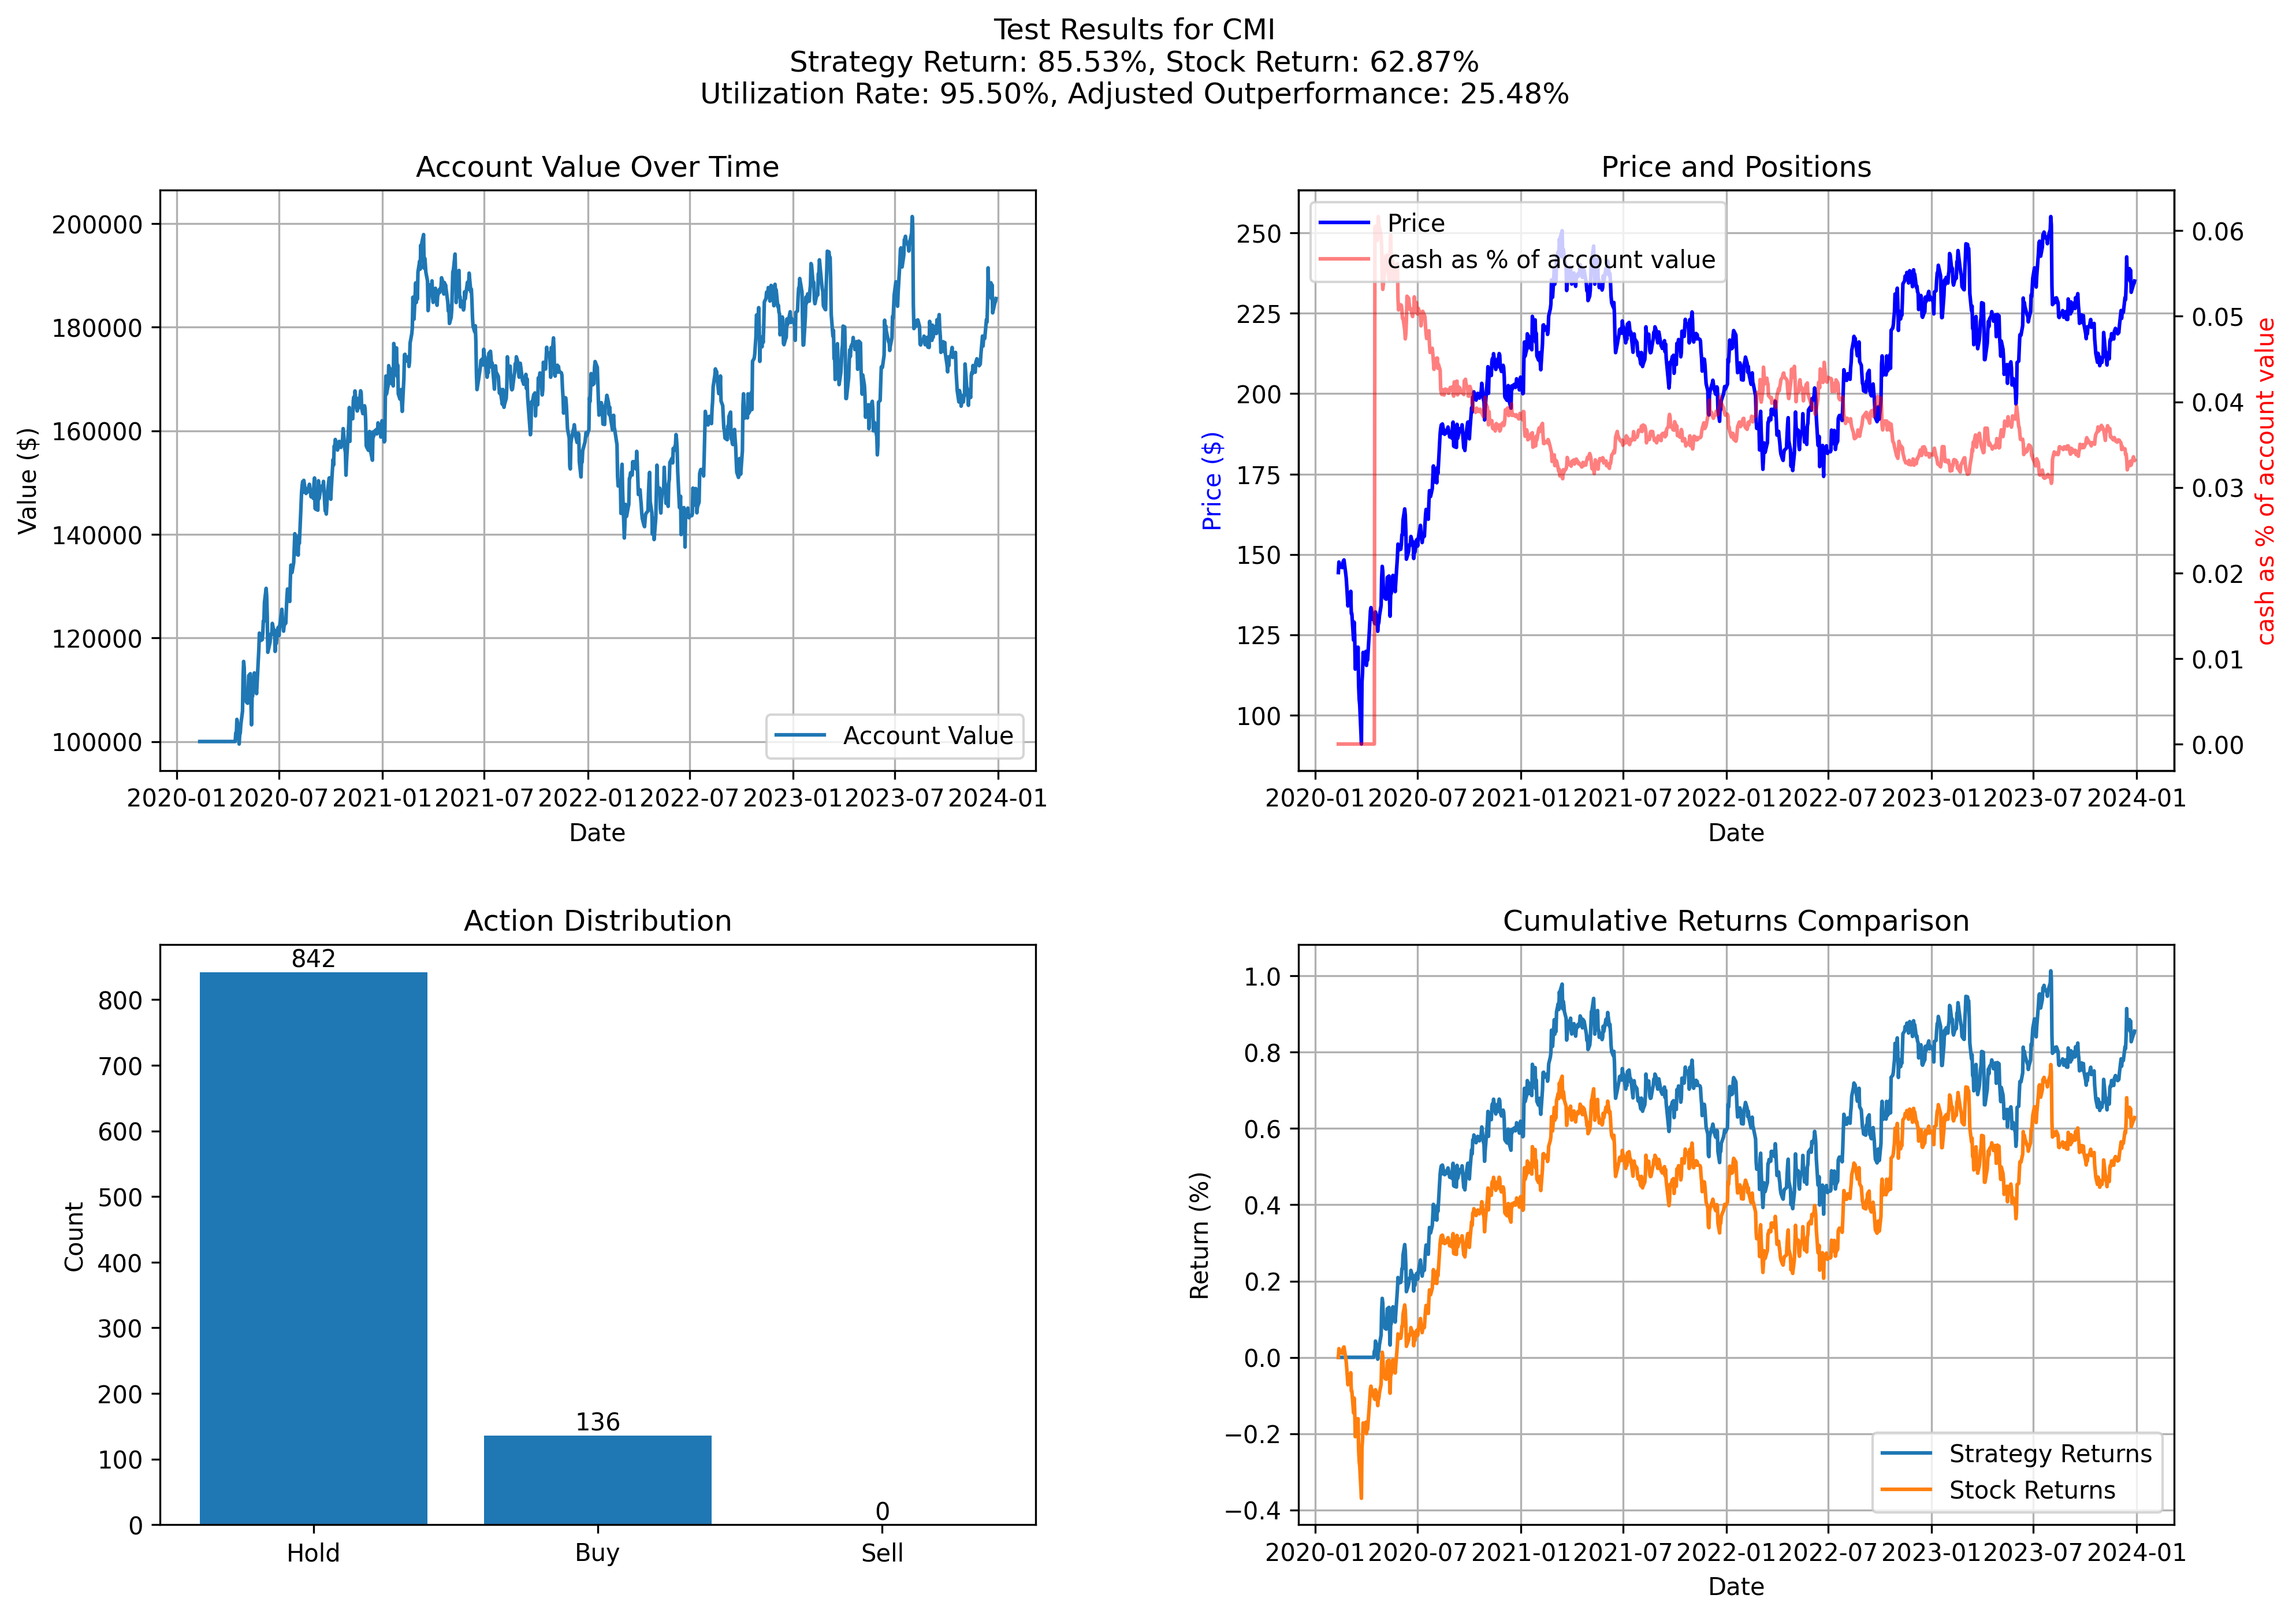 Test Results for CMI
Strategy Return: 85.53%, Stock Return: 62.87%
Utilization Rate: 95.50%, Adjusted Outperformance: 25.48%
Account Value Over Time
Value ($)
200000
180000
160000
140000
120000
100000
Account Value
2020-01 2020-07 2021-01 2021-07 2022-01 2022-07 2023-01 2023-07 2024-01
Date
Price and Positions
Price ($)
250
225
200
175
150
125
100
Price
cash as % of account value
0.06
0.05
0.04
0.03
0.02
0.01
0.00
cash as % of account value
2020-01 2020-07 2021-01 2021-07 2022-01 2022-07 2023-01 2023-07 2024-01
Date
Action Distribution
Count
800
700
600
500
400
300
200
100
0
842
136
0
Hold Buy Sell
Cumulative Returns Comparison
Return (%)
1.0
0.8
0.6
0.4
0.2
0.0
−0.2
−0.4
Strategy Returns
Stock Returns
2020-01 2020-07 2021-01 2021-07 2022-01 2022-07 2023-01 2023-07 2024-01
Date